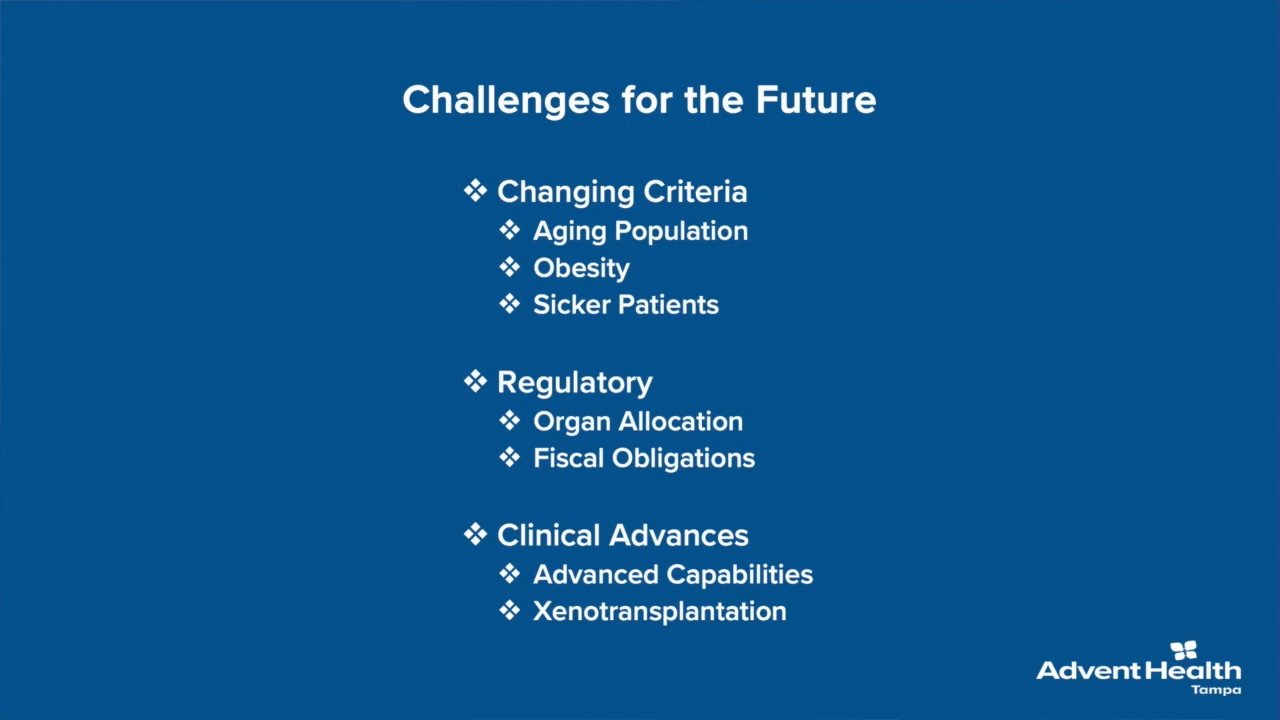 Challenges for the Future
❖ Changing Criteria
❖ Aging Population
❖ Obesity
❖ Sicker Patients
❖ Regulatory
❖ Organ Allocation
❖ Fiscal Obligations
❖ Clinical Advances
❖ Advanced Capabilities
❖ Xenotransplantation
AdventHealth
Tampa